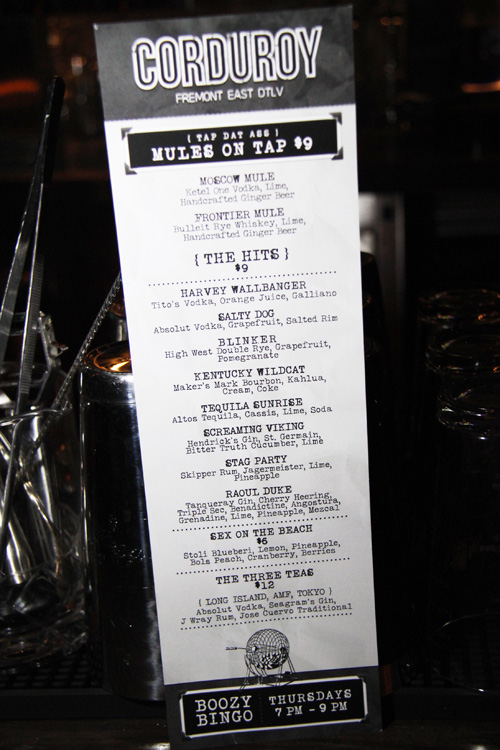 CORDUROY
FREMONT EAST DTLV
{ TAP DAT ASS }
MULES ON TAP $9
MOSCOW MULE
Ketel One Vodka, Lime,
Handcrafted Ginger Beer
FRONTIER MULE
Bulleit Rye Whiskey, Lime,
Handcrafted Ginger Beer
{ THE HITS }
$9
HARVEY WALLBANGER
Tito's Vodka, Orange Juice, Galliano
SALTY DOG
Absolut Vodka, Grapefruit, Salted Rim
BLINKER
High West Double Rye, Grapefruit,
Pomegranate
KENTUCKY WILDCAT
Maker's Mark Bourbon, Kahlua,
Cream, Coke
TEQUILA SUNRISE
Altos Tequila, Cassis, Lime, Soda
SCREAMING VIKING
Hendrick's Gin, St. Germain,
Bitter Truth Cucumber, Lime
STAG PARTY
Skipper Rum, Jagermeister, Lime,
Pineapple
RAOUL DUKE
Tanqueray Gin, Cherry Heering,
Triple Sec, Benadictine, Angostura,
Grenadine, Lime, Pineapple, Mezcal
SEX ON THE BEACH
$6
Stoli Blueberi, Lemon, Pineapple,
Bols Peach, Cranberry, Berries
THE THREE TEAS
$12
{ LONG ISLAND, AMF, TOKYO }
Absolut Vodka, Seagram's Gin,
J Wray Rum, Jose Cuervo Traditional
BOOZY
BINGO
THURSDAYS
7 PM - 9 PM